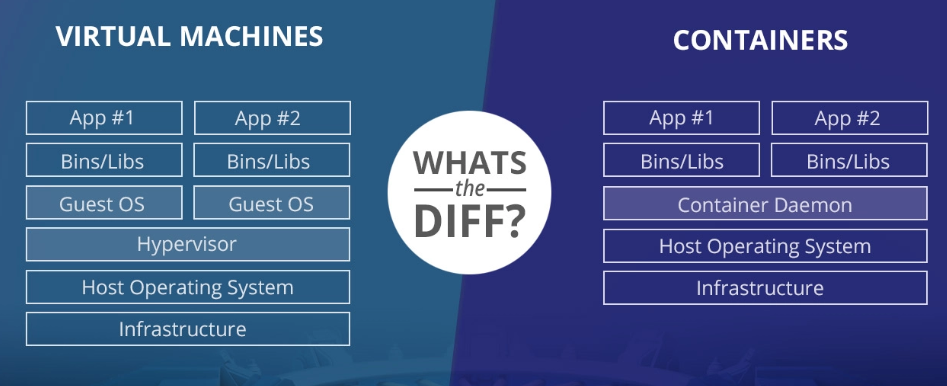 VIRTUAL MACHINES
App #1 App #2
Bins/Libs Bins/Libs
Guest OS Guest OS
Hypervisor
Host Operating System
Infrastructure
WHATS
the
DIFF?
CONTAINERS
App #1 App #2
Bins/Libs Bins/Libs
Container Daemon
Host Operating System
Infrastructure